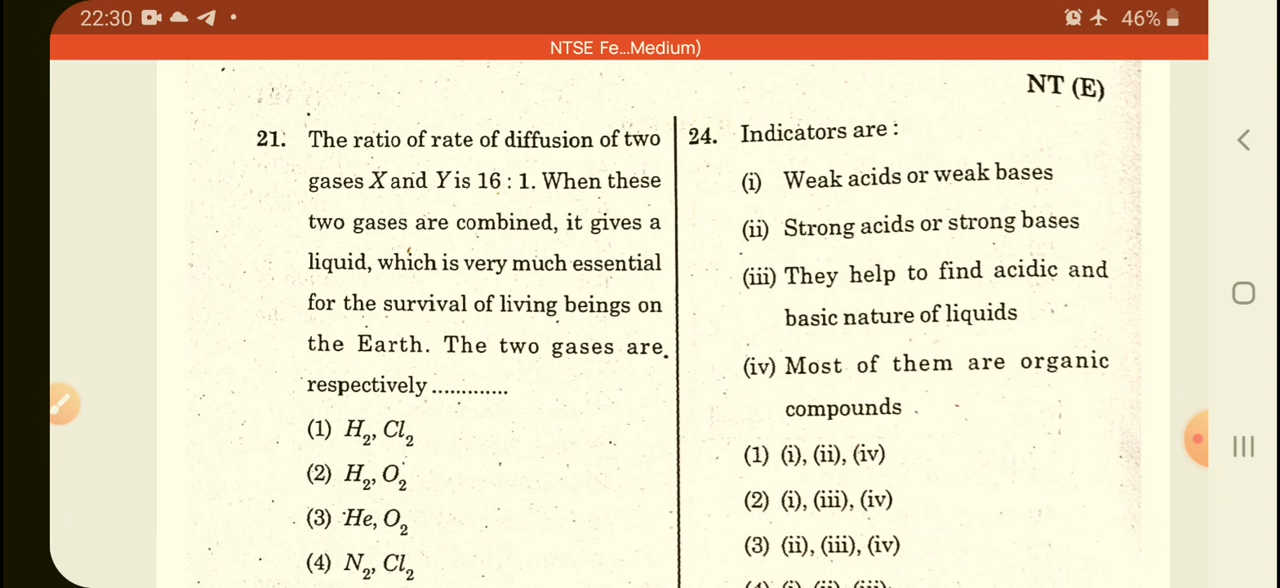 22:30
46%
NTSE Fe...Medium)
NT (E)
21. The ratio of rate of diffusion of two
gases X and Y is 16 : 1. When these
two gases are combined, it gives a
liquid, which is very much essential
for the survival of living beings on
the Earth. The two gases are
respectively .............
(1) H₂, Cl₂
(2) H₂, O₂
(3) He, O₂
(4) N₂, Cl₂
24. Indicators are :
(i) Weak acids or weak bases
(ii) Strong acids or strong bases
(iii) They help to find acidic and
basic nature of liquids
(iv) Most of them are organic
compounds
(1) (i), (ii), (iv)
(2) (i), (iii), (iv)
(3) (ii), (iii), (iv)